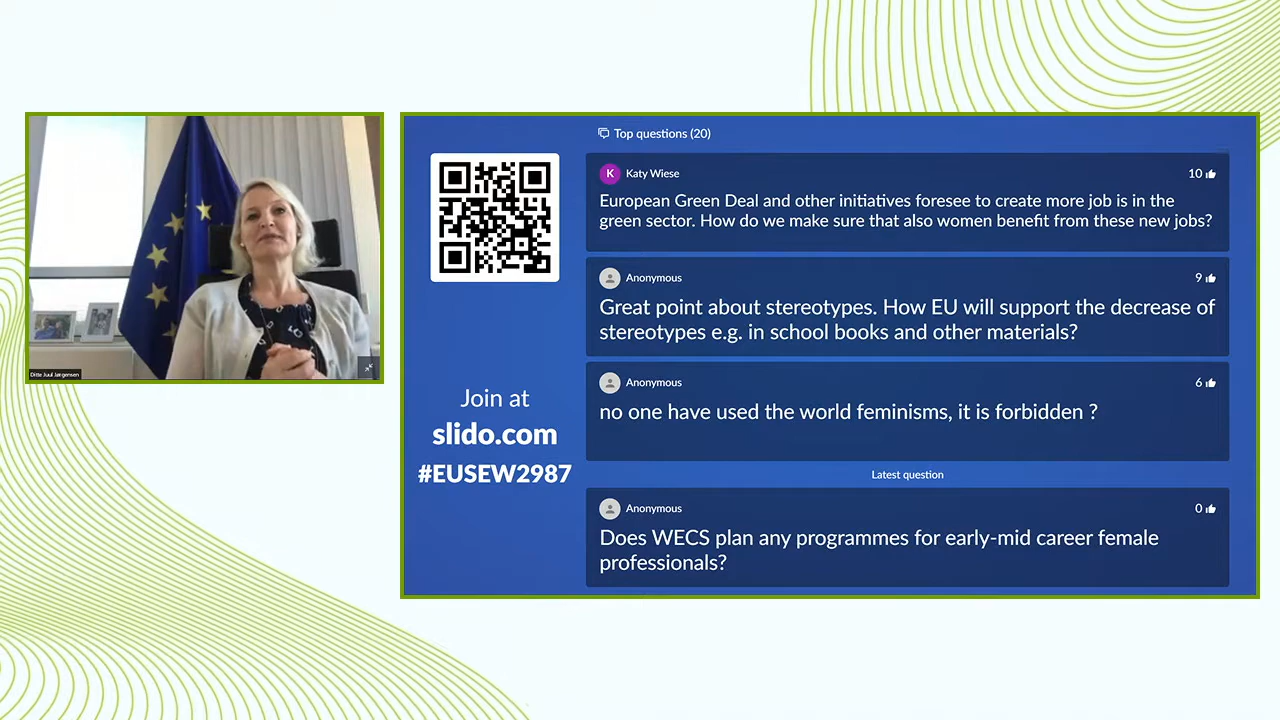 Ditte Juul Jørgensen
Join at
slido.com
#EUSEW2987
Top questions (20)
K Katy Wiese 10
European Green Deal and other initiatives foresee to create more job is in the
green sector. How do we make sure that also women benefit from these new jobs?
Anonymous 9
Great point about stereotypes. How EU will support the decrease of
stereotypes e.g. in school books and other materials?
Anonymous 6
no one have used the world feminisms, it is forbidden ?
Latest question
Anonymous 0
Does WECS plan any programmes for early-mid career female
professionals?